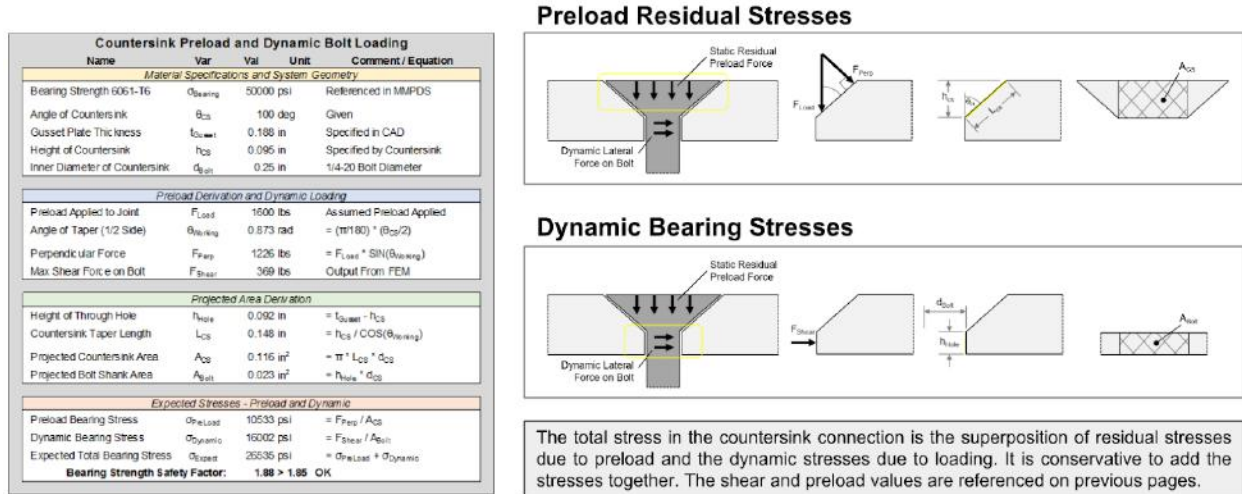 Countersink Preload and Dynamic Bolt Loading
Name Var Val Unit Comment / Equation
Material Specifications and System Geometry
Bearing Strength 6061-T6 σBearing 50000 psi Referenced in MMPDS
Angle of Countersink θCS 100 deg Given
Gusset Plate Thickness tGusset 0.188 in Specified in CAD
Height of Countersink hCS 0.095 in Specified by Countersink
Inner Diameter of Countersink dBolt 0.25 in 1/4-20 Bolt Diameter
Preload Derivation and Dynamic Loading
Preload Applied to Joint FLoad 1600 lbs Assumed Preload Applied
Angle of Taper (1/2 Side) θWorking 0.873 rad = (π/180) * (θCS/2)
Perpendicular Force FPerp 1226 lbs = FLoad * SIN(θWorking)
Max Shear Force on Bolt FShear 369 lbs Output From FEM
Projected Area Derivation
Height of Through Hole hHole 0.092 in = tGusset - hCS
Countersink Taper Length LCS 0.148 in = hCS / COS(θWorking)
Projected Countersink Area ACS 0.116 in² = π * LCS * dCS
Projected Bolt Shank Area ABolt 0.023 in² = hHole * dCS
Expected Stresses - Preload and Dynamic
Preload Bearing Stress σPreLoad 10533 psi = FPerp / ACS
Dynamic Bearing Stress σDynamic 16002 psi = FShear / ABolt
Expected Total Bearing Stress σExpect 26535 psi = σPreLoad + σDynamic
Bearing Strength Safety Factor: 1.88 > 1.85 OK
Preload Residual Stresses
Static Residual
Preload Force
Dynamic Lateral
Force on Bolt
FPerp
FLoad
hCS
θCS
LCS
ACS
Dynamic Bearing Stresses
Static Residual
Preload Force
Dynamic Lateral
Force on Bolt
FShear
dBolt
hHole
ABolt
The total stress in the countersink connection is the superposition of residual stresses
due to preload and the dynamic stresses due to loading. It is conservative to add the
stresses together. The shear and preload values are referenced on previous pages.